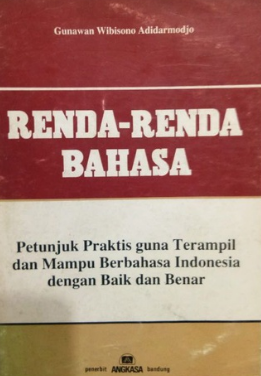 Gunawan Wibisono Adidarmodjo
RENDA-RENDA
BAHASA
Petunjuk Praktis guna Terampil
dan Mampu Berbahasa Indonesia
dengan Baik dan Benar
penerbit ANGKASA bandung